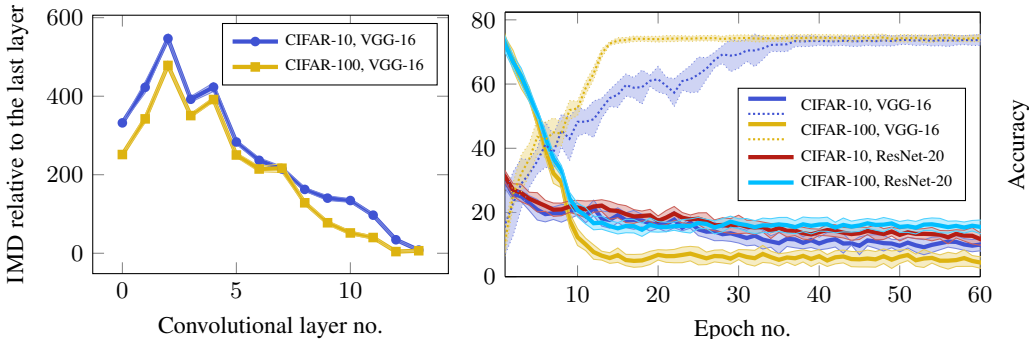 IMD relative to the last layer
600
400
200
0
0
5
10
Convolutional layer no.
CIFAR-10, VGG-16
CIFAR-100, VGG-16
80
60
40
20
0
10
20
30
40
50
60
Epoch no.
CIFAR-10, VGG-16
CIFAR-100, VGG-16
CIFAR-10, ResNet-20
CIFAR-100, ResNet-20
Accuracy